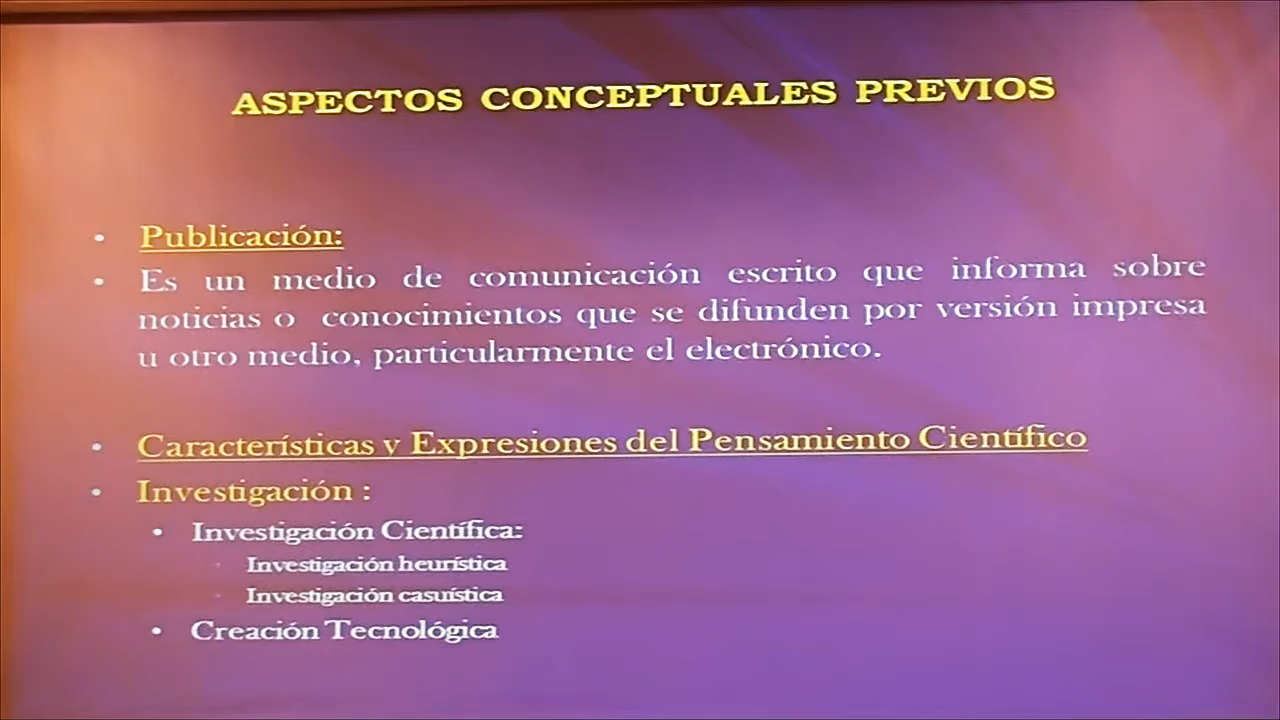 ASPECTOS CONCEPTUALES PREVIOS
• Publicación:
• Es un medio de comunicación escrito que informa sobre
noticias o conocimientos que se difunden por versión impresa
u otro medio, particularmente el electrónico.
• Características y Expresiones del Pensamiento Científico
• Investigación :
• Investigación Científica:
• Investigación heurística
• Investigación casuística
• Creación Tecnológica